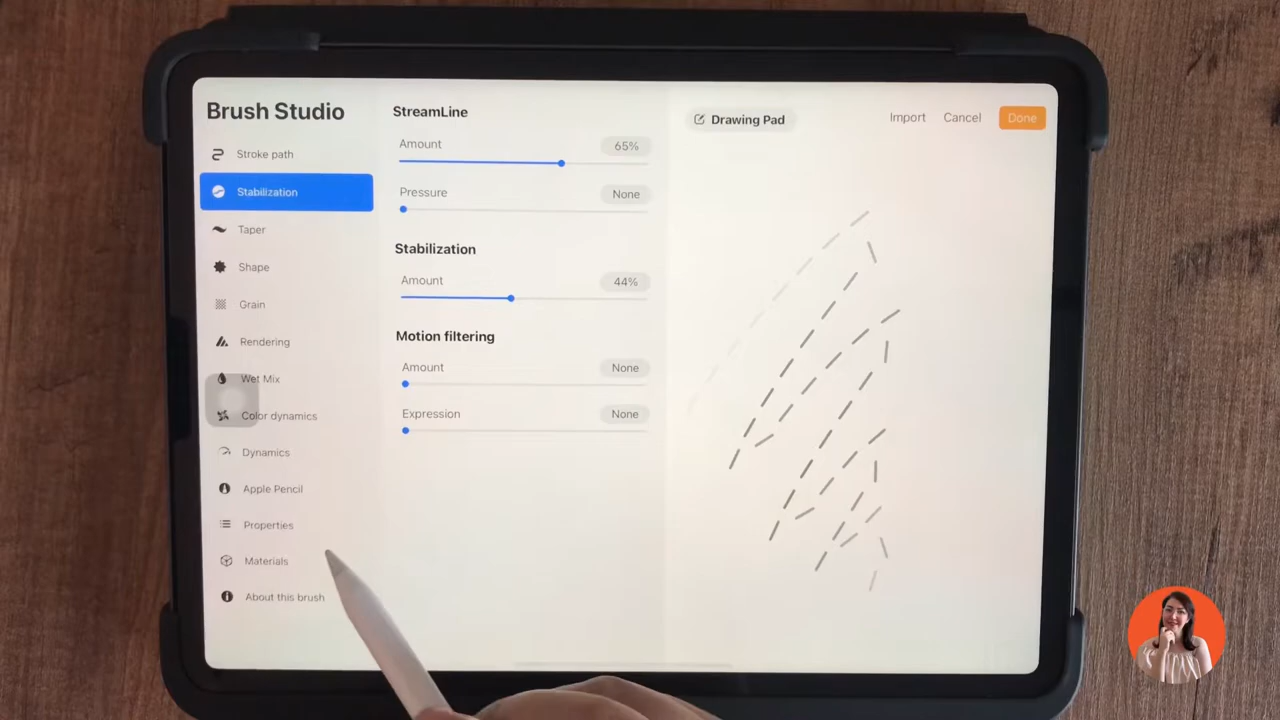 Brush Studio
Stroke path
Stabilization
Taper
Shape
Grain
Rendering
Wet Mix
Color dynamics
Dynamics
Apple Pencil
Properties
Materials
About this brush
StreamLine
Amount 65%
Pressure None
Stabilization
Amount 44%
Motion filtering
Amount None
Expression None
Drawing Pad
Import Cancel Done